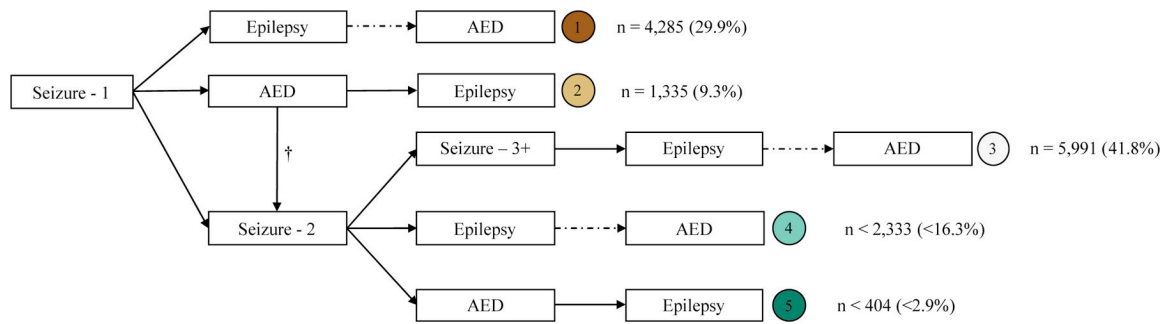 Epilepsy AED 1 n = 4,285 (29.9%)
Seizure - 1 AED Epilepsy 2 n = 1,335 (9.3%)
†
Seizure – 3+ Epilepsy AED 3 n = 5,991 (41.8%)
Seizure - 2 Epilepsy AED 4 n < 2,333 (<16.3%)
AED Epilepsy 5 n < 404 (<2.9%)